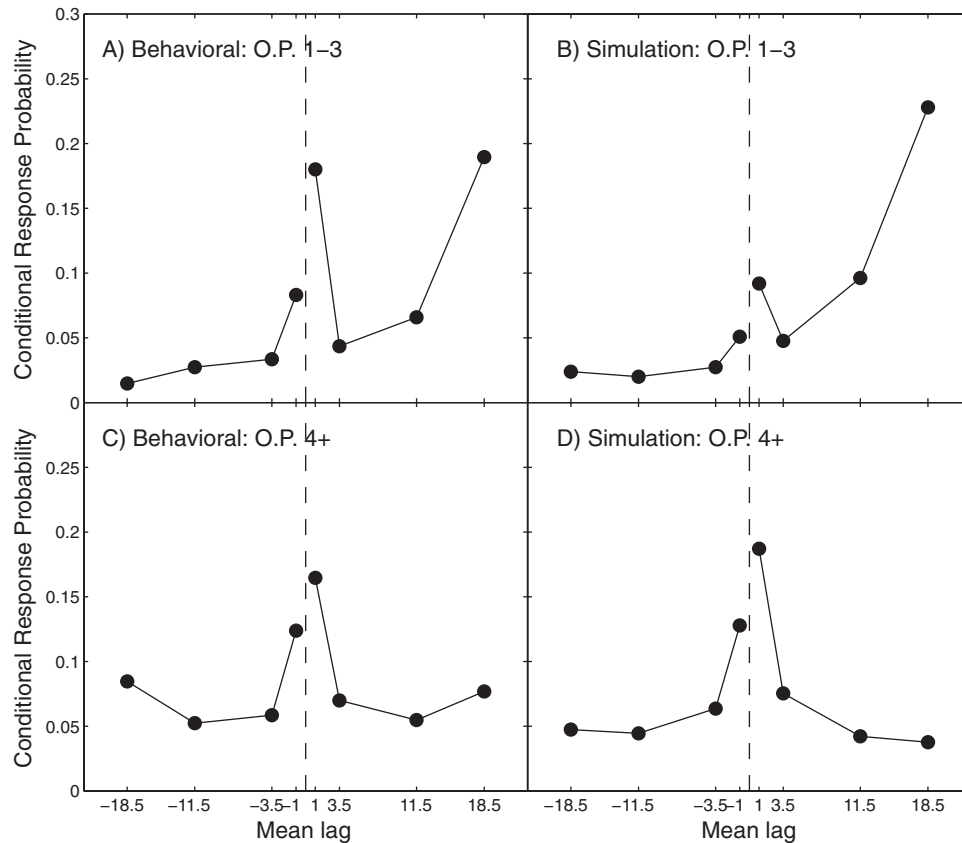 A) Behavioral: O.P. 1−3
B) Simulation: O.P. 1−3
Conditional Response Probability
0.3
0.25
0.2
0.15
0.1
0.05
0
C) Behavioral: O.P. 4+
D) Simulation: O.P. 4+
Conditional Response Probability
0.25
0.2
0.15
0.1
0.05
0
−18.5 −11.5 −3.5 −1 1 3.5 11.5 18.5
−18.5 −11.5 −3.5 −1 1 3.5 11.5 18.5
Mean lag
Mean lag